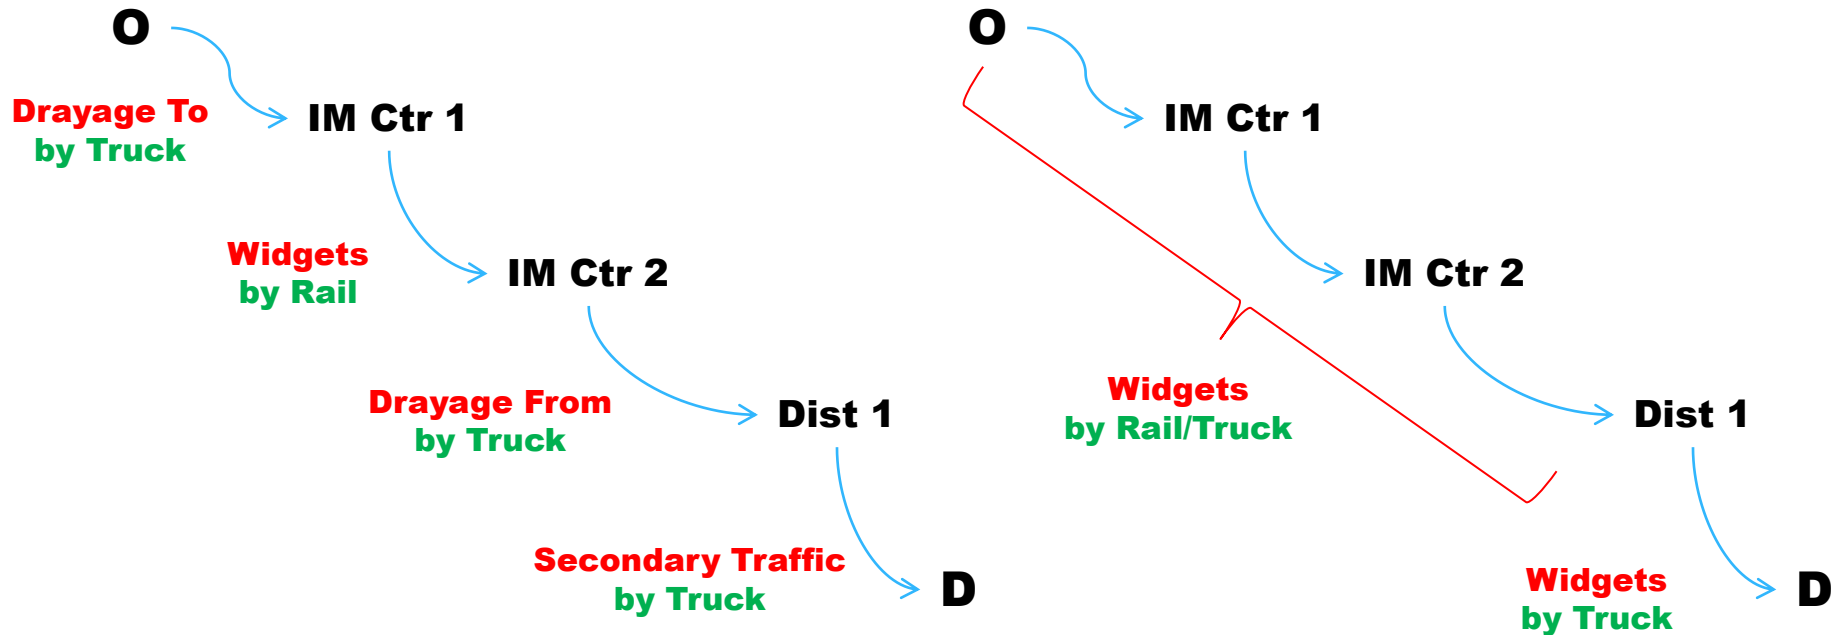 O
Drayage To
by Truck
IM Ctr 1
Widgets
by Rail
IM Ctr 2
Drayage From
by Truck
Dist 1
Secondary Traffic
by Truck
D
O
IM Ctr 1
IM Ctr 2
Widgets
by Rail/Truck
Dist 1
Widgets
by Truck
D